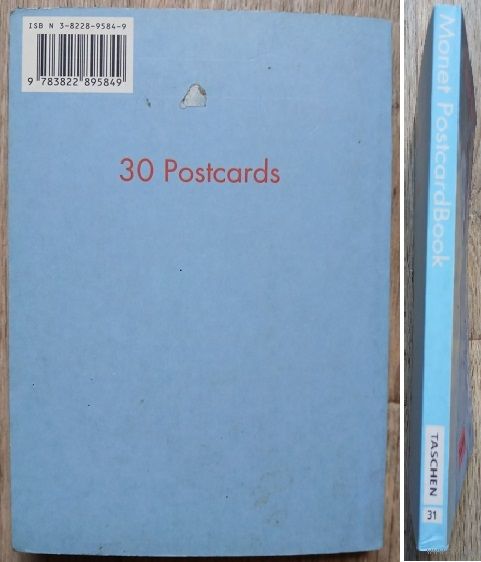 ISB N 3-8228-9584-9
9 783822 895849
30 Postcards
Monet PostcardBook
TASCHEN
31